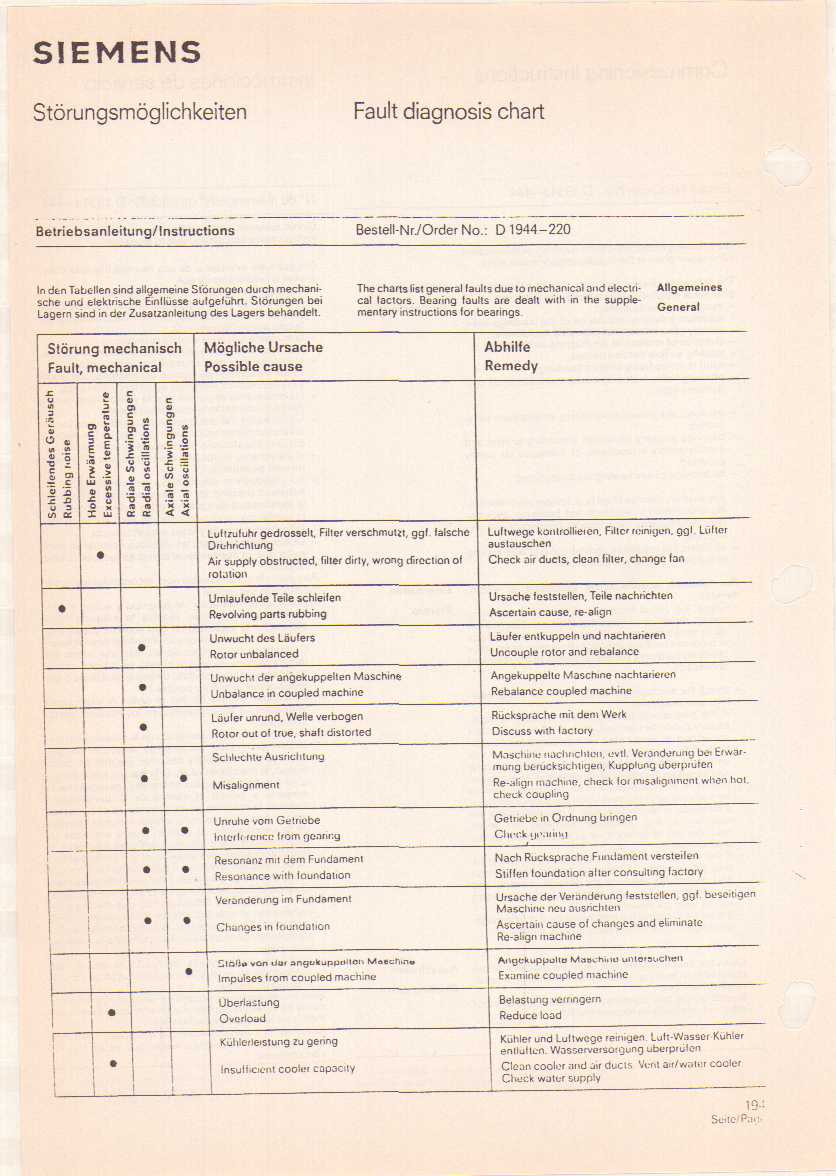 SIEMENS
Störungsmöglichkeiten
Fault diagnosis chart
Betriebsanleitung/Instructions
Bestell-Nr./Order No.: D 1944–220
In den Tabellen sind allgemeine Störungen durch mechani-
sche und elektrische Einflüsse aufgeführt. Störungen bei
Lagern sind in der Zusatzanleitung des Lagers behandelt.
The charts list general faults due to mechanical and electri-
cal factors. Bearing faults are dealt with in the supple-
mentary instructions for bearings.
Allgemeines
General
Störung mechanisch
Fault, mechanical
Mögliche Ursache
Possible cause
Abhilfe
Remedy
Schleifendes Geräusch
Rubbing noise
Hohe Erwärmung
Excessive temperature
Radiale Schwingungen
Radial oscillations
Axiale Schwingungen
Axial oscillations
Luftzufuhr gedrosselt, Filter verschmutzt, ggf. falsche
Drehrichtung
Air supply obstructed, filter dirty, wrong direction of
rotation
Luftwege kontrollieren, Filter reinigen, ggf. Lüfter
austauschen
Check air ducts, clean filter, change fan
Umlaufende Teile schleifen
Revolving parts rubbing
Ursache feststellen, Teile nachrichten
Ascertain cause, re-align
Unwucht des Läufers
Rotor unbalanced
Läufer entkuppeln und nachtarieren
Uncouple rotor and rebalance
Unwucht der angekuppelten Maschine
Unbalance in coupled machine
Angekuppelte Maschine nachtarieren
Rebalance coupled machine
Läufer unrund, Welle verbogen
Rotor out of true, shaft distorted
Rücksprache mit dem Werk
Discuss with factory
Schlechte Ausrichtung
Misalignment
Maschine nachrichten, evtl. Veränderung bei Erwär-
mung berücksichtigen, Kupplung überprüfen
Re-align machine, check for misalignment when hot,
check coupling
Unruhe vom Getriebe
Interference from gearing
Getriebe in Ordnung bringen
Check gearing
Resonanz mit dem Fundament
Resonance with foundation
Nach Rücksprache Fundament versteifen
Stiffen foundation after consulting factory
Veränderung im Fundament
Changes in foundation
Ursache der Veränderung feststellen, ggf. beseitigen
Maschine neu ausrichten
Ascertain cause of changes and eliminate
Re-align machine
Stöße von der angekuppelten Maschine
Impulses from coupled machine
Angekuppelte Maschine untersuchen
Examine coupled machine
Überlastung
Overload
Belastung verringern
Reduce load
Kühlerleistung zu gering
Insufficient cooler capacity
Kühler und Luftwege reinigen. Luft-Wasser-Kühler
entlüften. Wasserversorgung überprüfen
Clean cooler and air ducts. Vent air/water cooler
Check water supply
Seite/Page